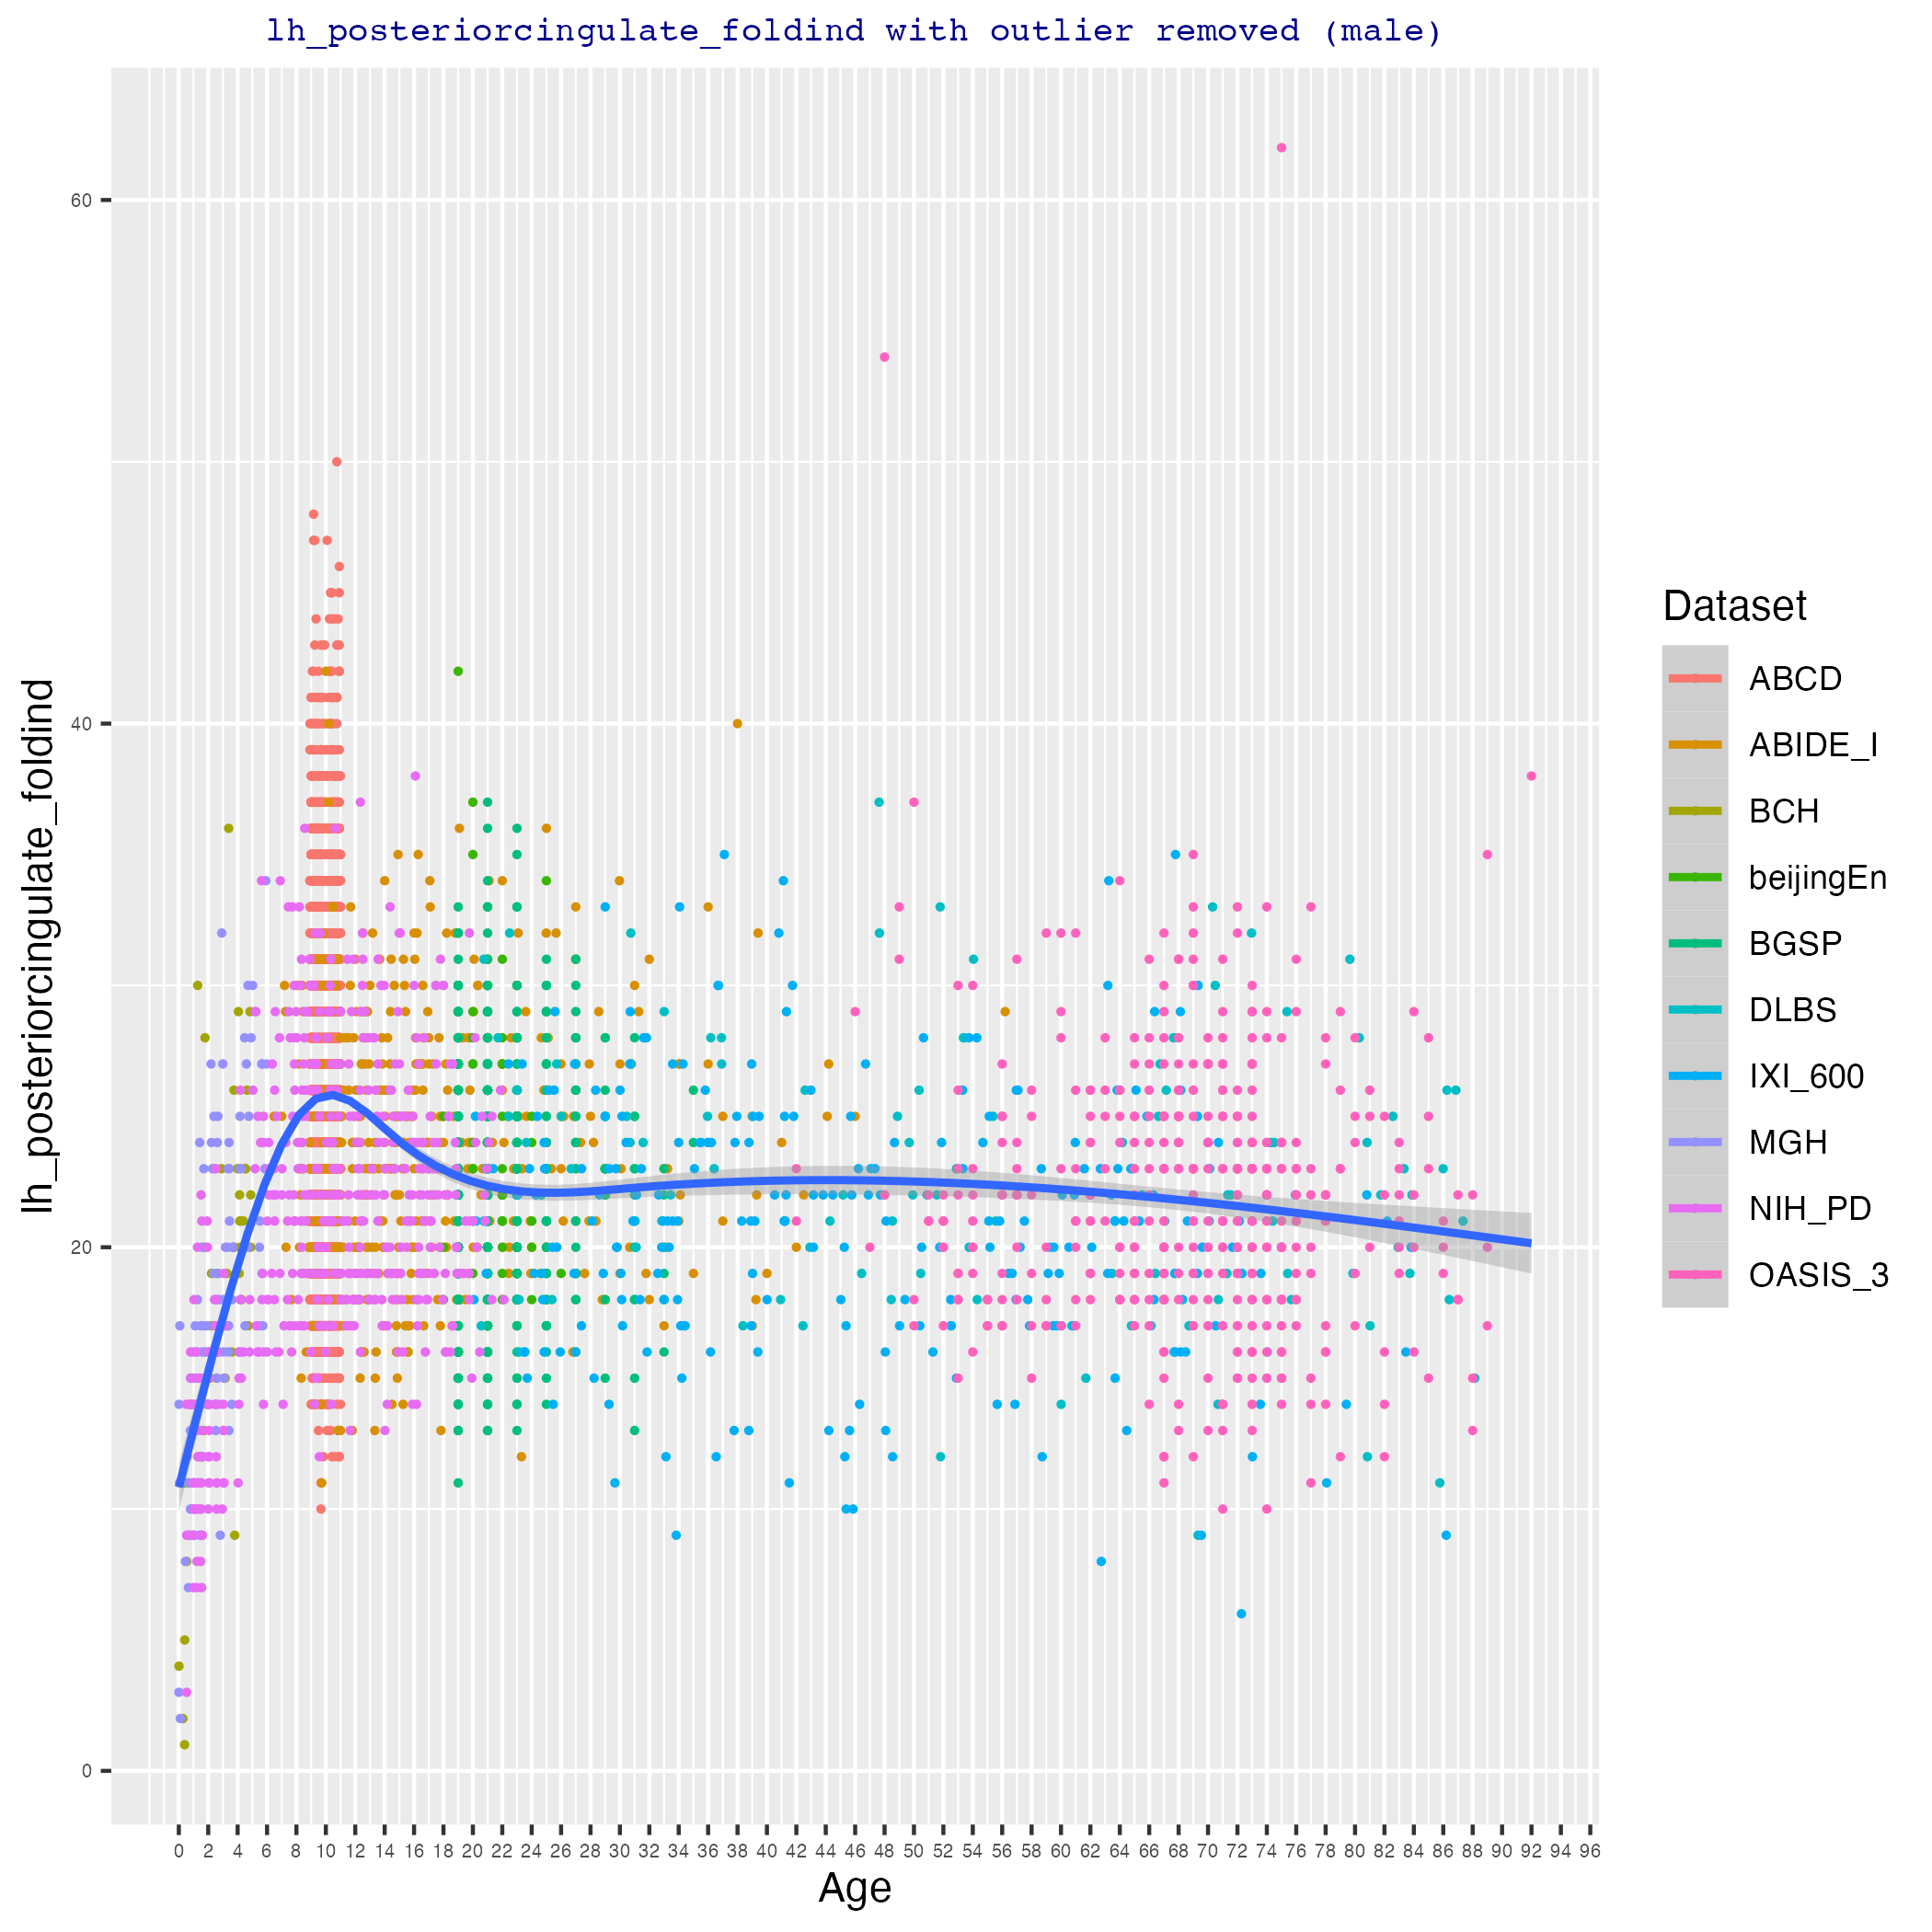 lh_posteriorcingulate_foldind with outlier removed (male)
lh_posteriorcingulate_foldind
60
40
20
0
0 2 4 6 8 10 12 14 16 18 20 22 24 26 28 30 32 34 36 38 40 42 44 46 48 50 52 54 56 58 60 62 64 66 68 70 72 74 76 78 80 82 84 86 88 90 92 94 96
Age
Dataset
ABCD
ABIDE_I
BCH
beijingEn
BGSP
DLBS
IXI_600
MGH
NIH_PD
OASIS_3